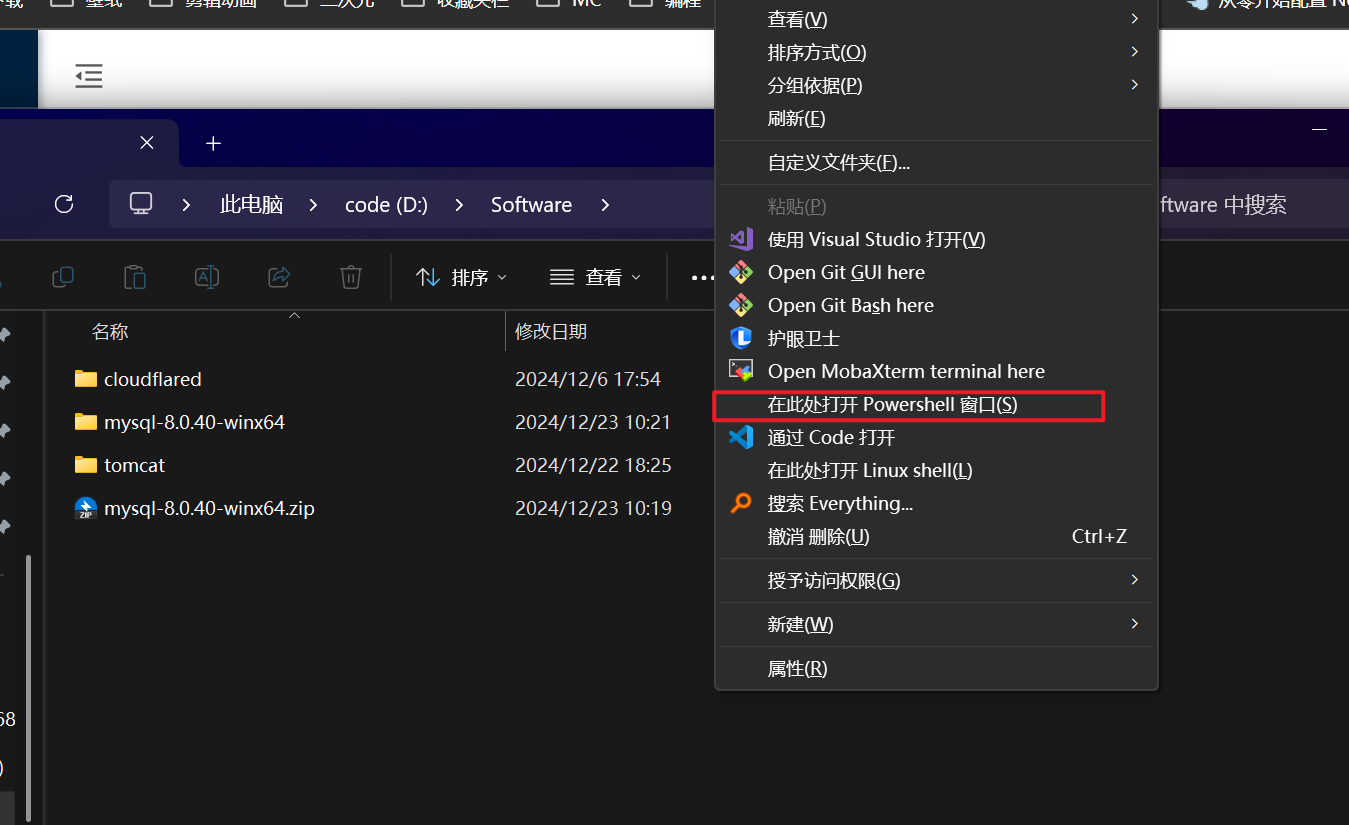 壁纸 剪辑动画 二次元 收藏夹栏 MC 编程 从零开始配置
此电脑 code (D:) Software
ftware 中搜索
排序 查看
名称 修改日期
cloudflared 2024/12/6 17:54
mysql-8.0.40-winx64 2024/12/23 10:21
tomcat 2024/12/22 18:25
mysql-8.0.40-winx64.zip 2024/12/23 10:19
ZIP
68
)
查看(V)
排序方式(O)
分组依据(P)
刷新(E)
自定义文件夹(F)...
粘贴(P)
使用 Visual Studio 打开(V)
Open Git GUI here
Open Git Bash here
护眼卫士
Open MobaXterm terminal here
在此处打开 Powershell 窗口(S)
通过 Code 打开
在此处打开 Linux shell(L)
搜索 Everything...
撤消 删除(U) Ctrl+Z
授予访问权限(G)
新建(W)
属性(R)